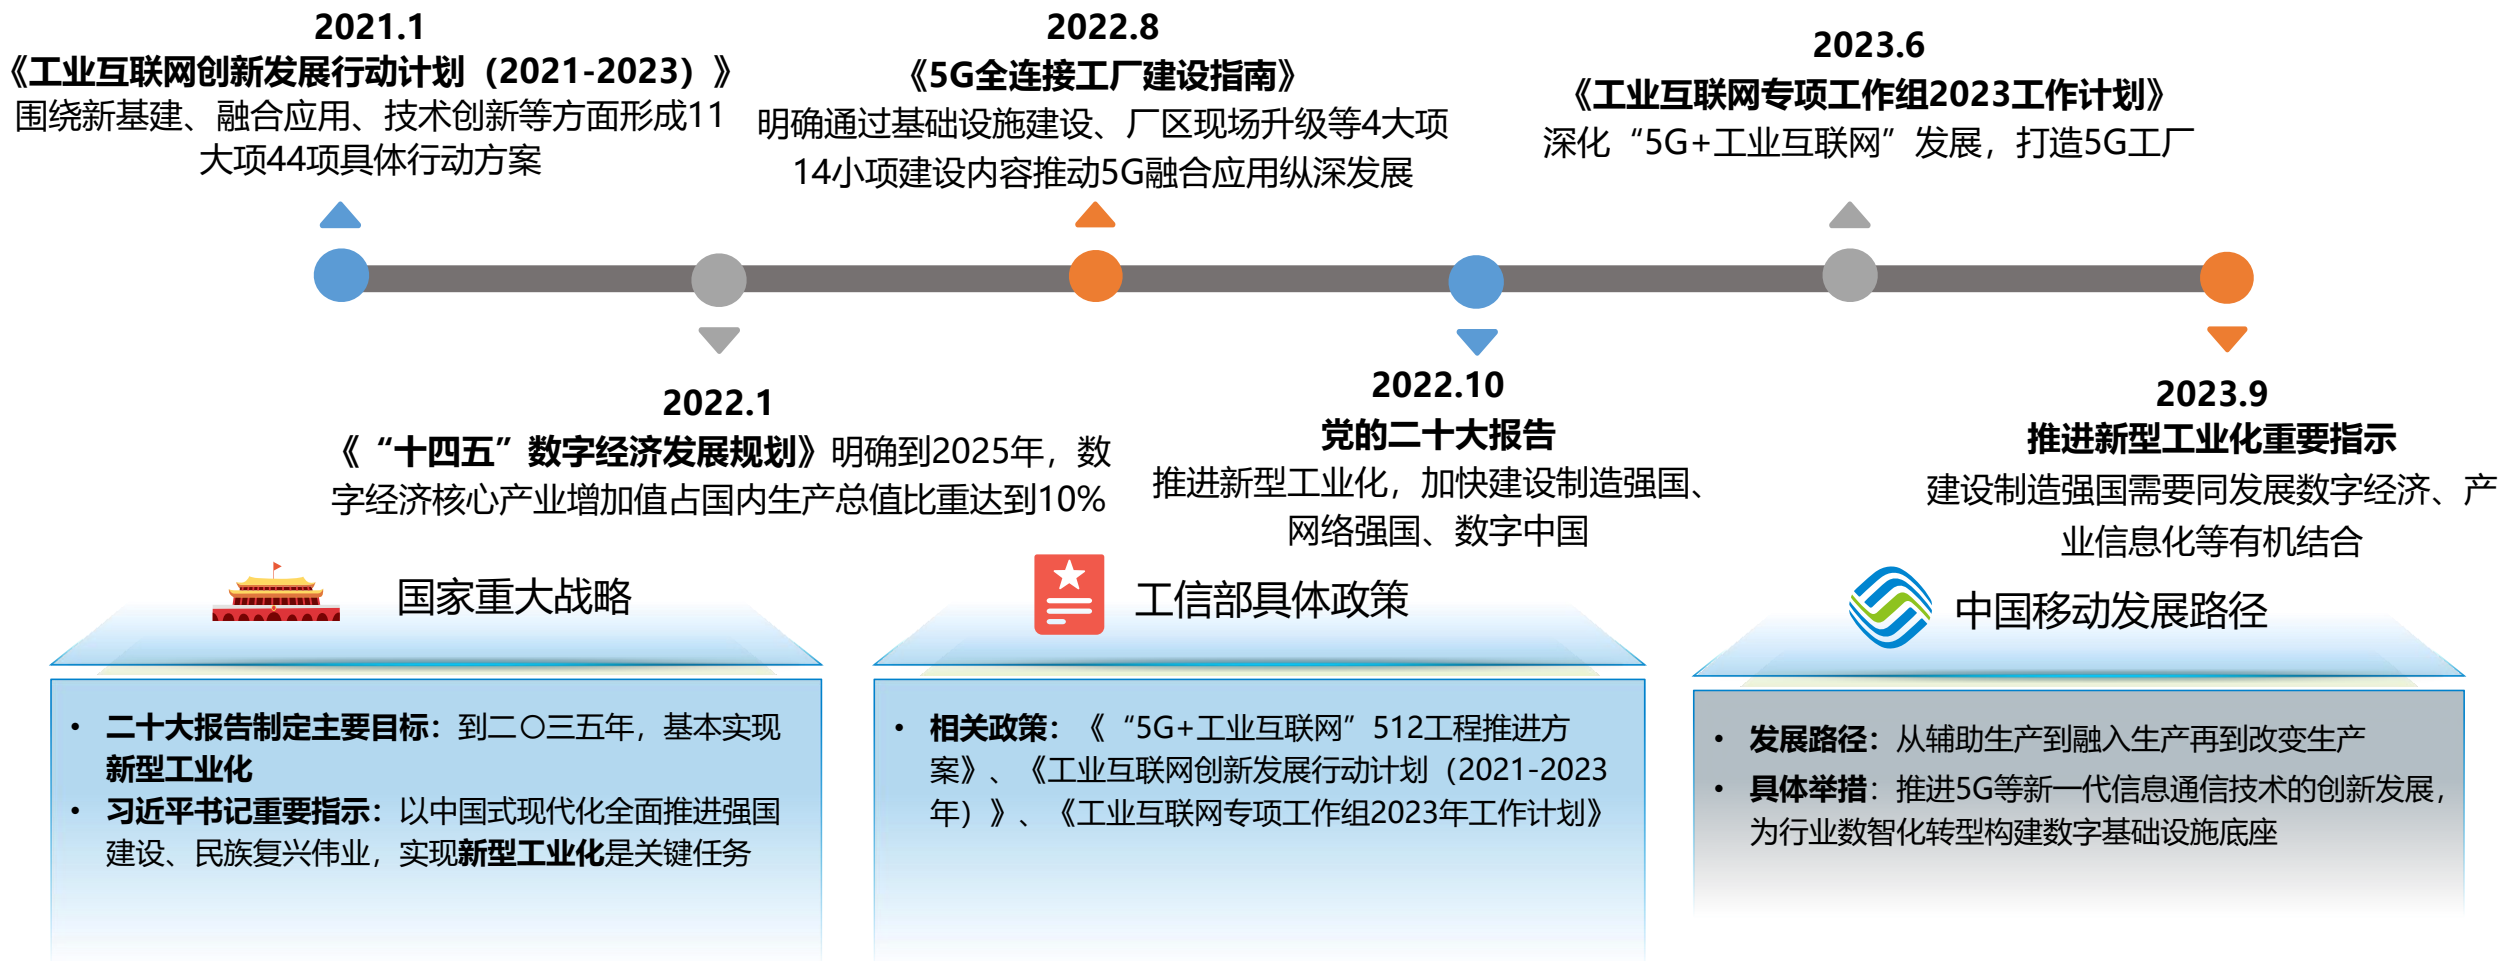 2021.1
《工业互联网创新发展行动计划（2021-2023）》
围绕新基建、融合应用、技术创新等方面形成11
大项44项具体行动方案
2022.8
《5G全连接工厂建设指南》
明确通过基础设施建设、厂区现场升级等4大项
14小项建设内容推动5G融合应用纵深发展
2023.6
《工业互联网专项工作组2023工作计划》
深化“5G+工业互联网”发展，打造5G工厂
2022.1
《“十四五”数字经济发展规划》明确到2025年，数
字经济核心产业增加值占国内生产总值比重达到10%
2022.10
党的二十大报告
推进新型工业化，加快建设制造强国、
网络强国、数字中国
2023.9
推进新型工业化重要指示
建设制造强国需要同发展数字经济、产
业信息化等有机结合
国家重大战略
• 二十大报告制定主要目标：到二〇三五年，基本实现
新型工业化
• 习近平书记重要指示：以中国式现代化全面推进强国
建设、民族复兴伟业，实现新型工业化是关键任务
工信部具体政策
• 相关政策：《“5G+工业互联网”512工程推进方
案》、《工业互联网创新发展行动计划（2021-2023
年）》、《工业互联网专项工作组2023年工作计划》
中国移动发展路径
• 发展路径：从辅助生产到融入生产再到改变生产
• 具体举措：推进5G等新一代信息通信技术的创新发展，
为行业数智化转型构建数字基础设施底座